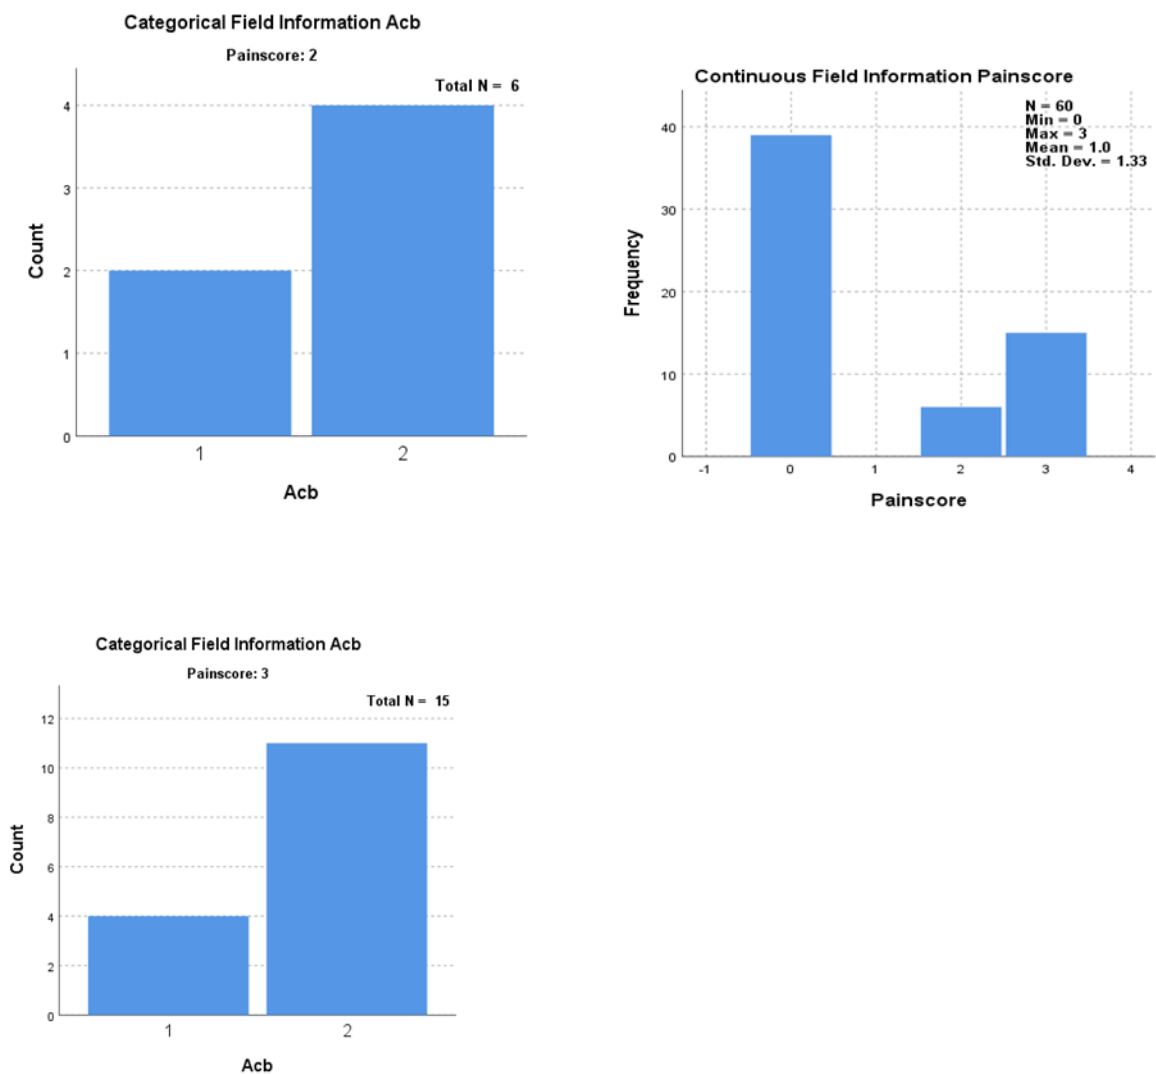 Categorical Field Information Acb
Painscore: 2
Total N = 6
4
3
2
1
0
Count
1 2
Acb
Continuous Field Information Painscore
N = 60
Min = 0
Max = 3
Mean = 1.0
Std. Dev. = 1.33
40
30
20
10
0
Frequency
-1 0 1 2 3 4
Painscore
Categorical Field Information Acb
Painscore: 3
Total N = 15
12
10
8
6
4
2
0
Count
1 2
Acb